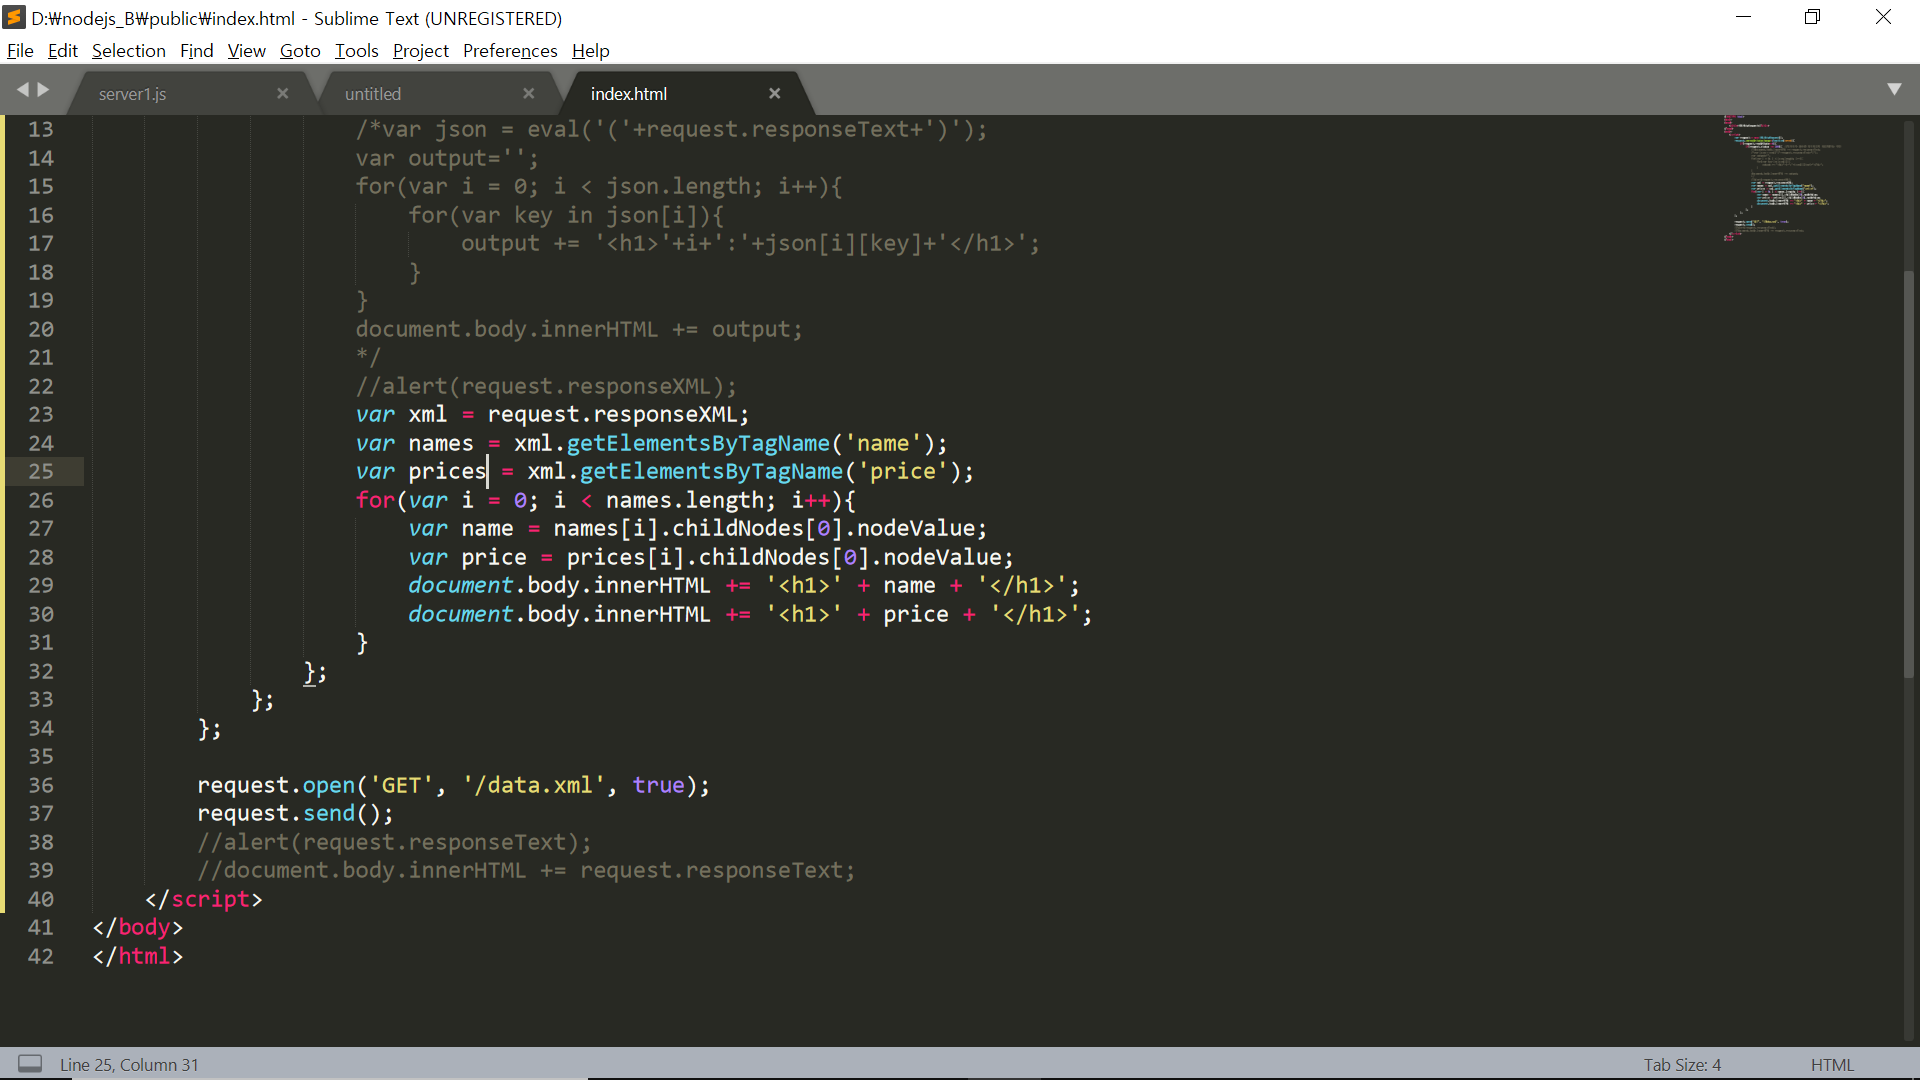 D:₩nodejs_B₩public₩index.html - Sublime Text (UNREGISTERED)
File Edit Selection Find View Goto Tools Project Preferences Help
server1.js × untitled × index.html ×
13 /*var json = eval('('+request.responseText+')');
14 var output='';
15 for(var i = 0; i < json.length; i++){
16 for(var key in json[i]){
17 output += '<h1>'+i+':'+json[i][key]+'</h1>';
18 }
19 }
20 document.body.innerHTML += output;
21 */
22 //alert(request.responseXML);
23 var xml = request.responseXML;
24 var names = xml.getElementsByTagName('name');
25 var prices = xml.getElementsByTagName('price');
26 for(var i = 0; i < names.length; i++){
27 var name = names[i].childNodes[0].nodeValue;
28 var price = prices[i].childNodes[0].nodeValue;
29 document.body.innerHTML += '<h1>' + name + '</h1>';
30 document.body.innerHTML += '<h1>' + price + '</h1>';
31 }
32 };
33 };
34 };
35
36 request.open('GET', '/data.xml', true);
37 request.send();
38 //alert(request.responseText);
39 //document.body.innerHTML += request.responseText;
40 </script>
41 </body>
42 </html>
Line 25, Column 31 Tab Size: 4 HTML